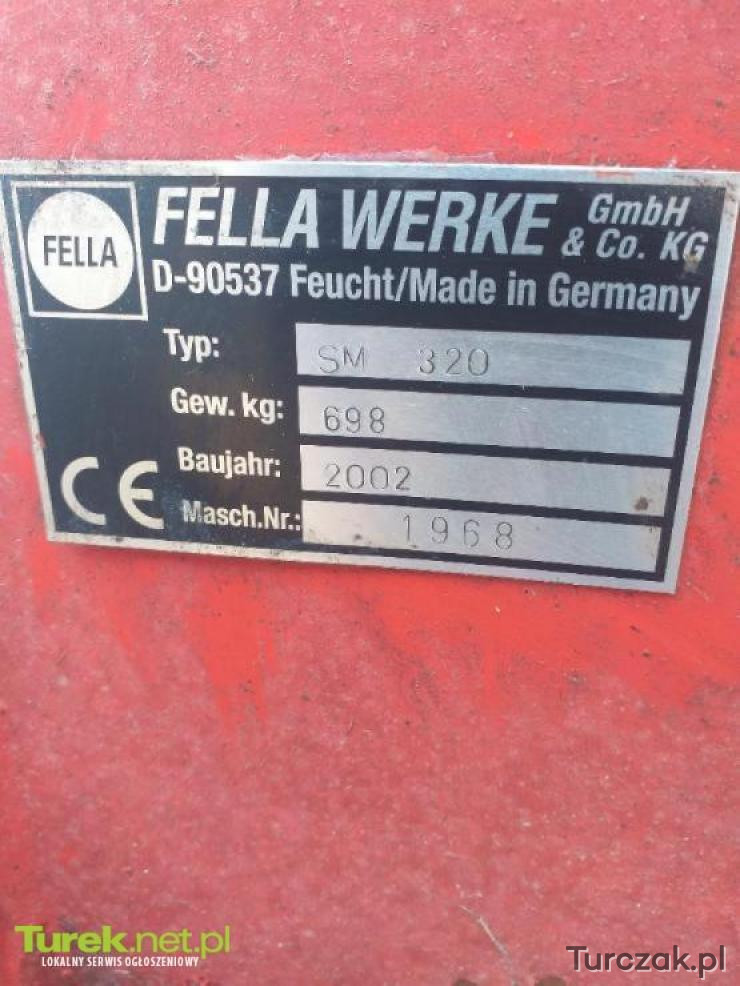 FELLA
FELLA WERKE GmbH & Co. KG
D-90537 Feucht/Made in Germany
Typ: SM 320
Gew. kg: 698
Baujahr: 2002
CE Masch.Nr.: 1968
Turek.net.pl
LOKALNY SERWIS OGŁOSZENIOWY
Turczak.pl